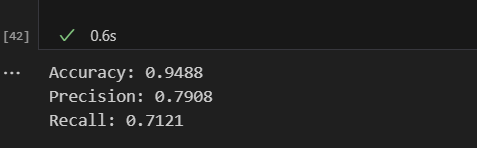 [42]
✓ 0.6s
... Accuracy: 0.9488
Precision: 0.7908
Recall: 0.7121